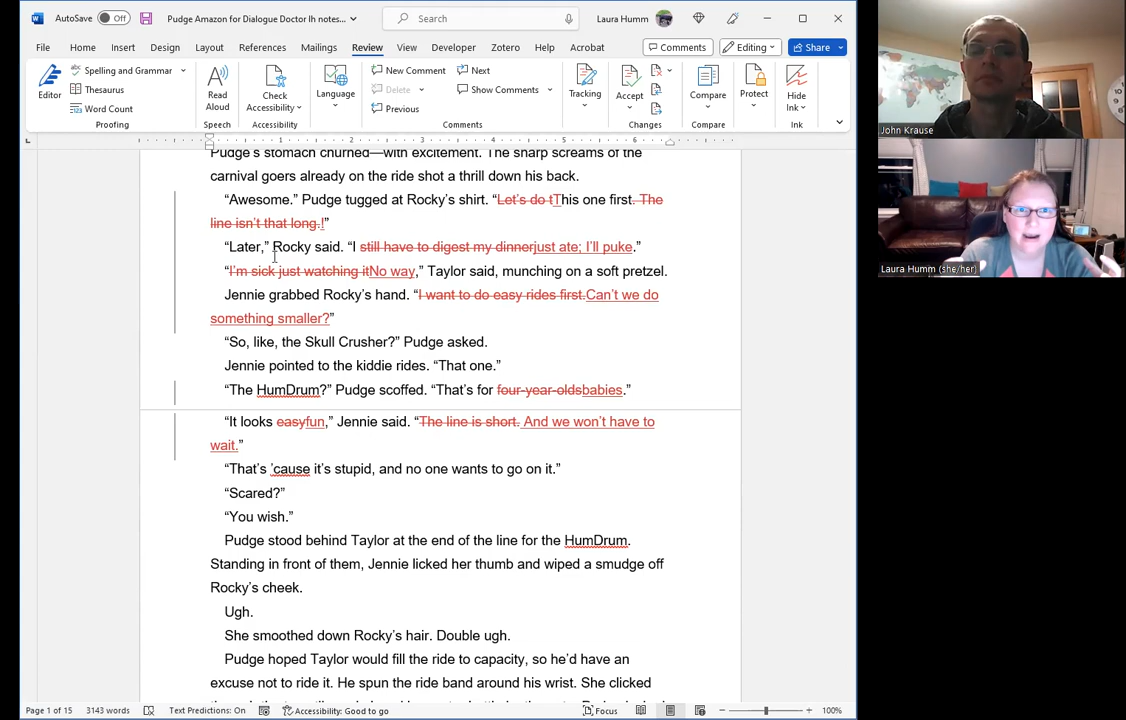 AutoSave Off Pudge Amazon for Dialogue Doctor lh notes... Search Laura Humm
File Home Insert Design Layout References Mailings Review View Developer Zotero Help Acrobat Comments Editing Share
Editor Spelling and Grammar Thesaurus Word Count Read Aloud Check Accessibility Language New Comment Delete Previous Next Show Comments Tracking Accept Compare Protect Hide Ink
Proofing Speech Accessibility Comments Changes Compare Ink
1 2 3 4 5 6
Pudge's stomach churned—with excitement. The sharp screams of the
carnival goers already on the ride shot a thrill down his back.
“Awesome.” Pudge tugged at Rocky's shirt. “Let's do tThis one first. The
line isn't that long.!”
“Later,” Rocky said. “I still have to digest my dinnerjust ate; I'll puke.”
“I'm sick just watching itNo way,” Taylor said, munching on a soft pretzel.
Jennie grabbed Rocky's hand. “I want to do easy rides first.Can't we do
something smaller?”
“So, like, the Skull Crusher?” Pudge asked.
Jennie pointed to the kiddie rides. “That one.”
“The HumDrum?” Pudge scoffed. “That's for four-year-oldsbabies.”
“It looks easyfun,” Jennie said. “The line is short. And we won't have to
wait.”
“That's ’cause it's stupid, and no one wants to go on it.”
“Scared?”
“You wish.”
Pudge stood behind Taylor at the end of the line for the HumDrum.
Standing in front of them, Jennie licked her thumb and wiped a smudge off
Rocky's cheek.
Ugh.
She smoothed down Rocky's hair. Double ugh.
Pudge hoped Taylor would fill the ride to capacity, so he'd have an
excuse not to ride it. He spun the ride band around his wrist. She clicked
Page 1 of 15 3143 words Text Predictions: On Accessibility: Good to go Focus 100%
John Krause
Laura Humm (she/her)